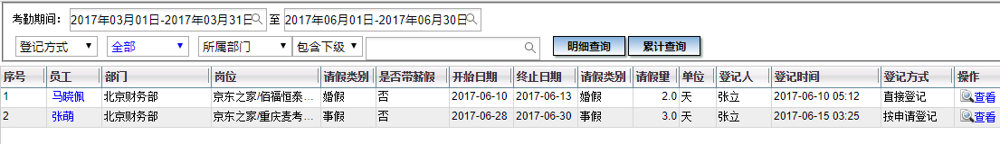 考勤期间: 2017年03月01日-2017年03月31日 至 2017年06月01日-2017年06月30日
登记方式 全部 所属部门 包含下级 明细查询 累计查询
序号 员工 部门 岗位 请假类别 是否带薪假 开始日期 终止日期 请假类别 请假量 单位 登记人 登记时间 登记方式 操作
1 马晓佩 北京财务部 京东之家/佰福恒泰... 婚假 否 2017-06-10 2017-06-13 婚假 2.0 天 张立 2017-06-10 05:12 直接登记 查看
2 张萌 北京财务部 京东之家/重庆麦考... 事假 否 2017-06-28 2017-06-30 事假 3.0 天 张立 2017-06-15 03:25 按申请登记 查看